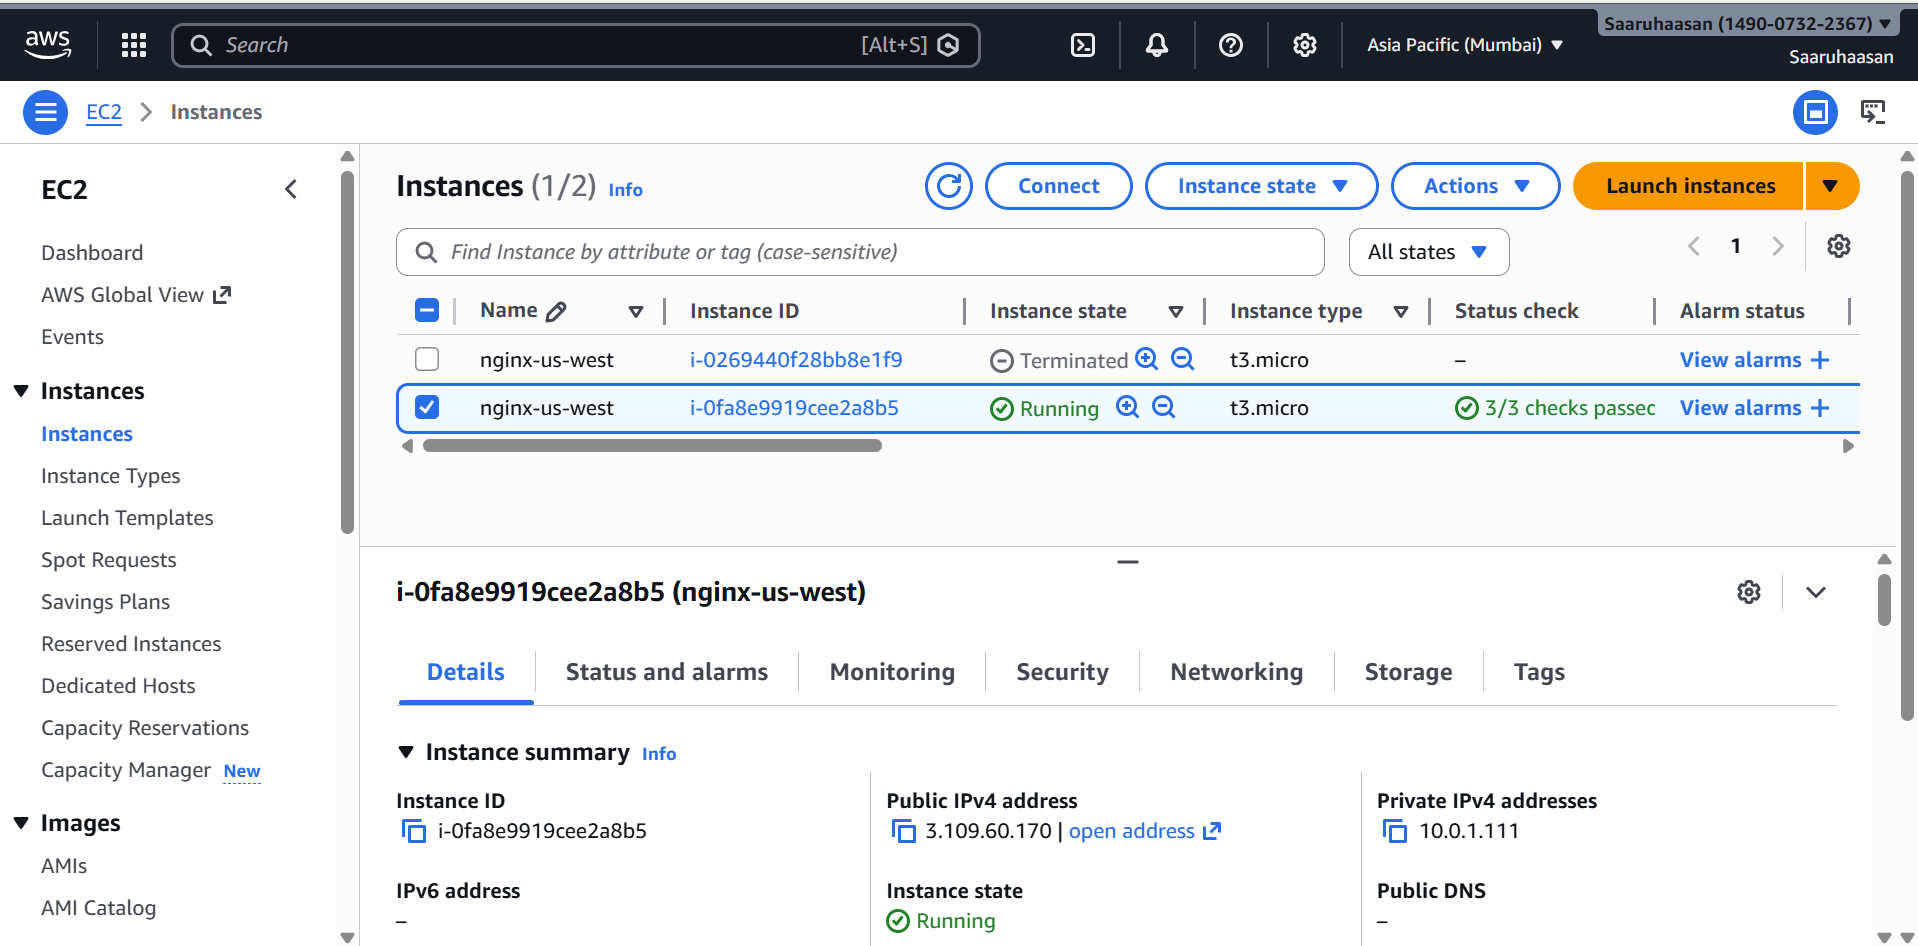 aws
Search [Alt+S]
Asia Pacific (Mumbai)
Saaruhaasan (1490-0732-2367)
Saaruhaasan
EC2
Instances
EC2
Dashboard
AWS Global View
Events
Instances
Instances
Instance Types
Launch Templates
Spot Requests
Savings Plans
Reserved Instances
Dedicated Hosts
Capacity Reservations
Capacity Manager New
Images
AMIs
AMI Catalog
Instances (1/2) Info
Connect
Instance state
Actions
Launch instances
Find Instance by attribute or tag (case-sensitive)
All states
1
Name Instance ID Instance state Instance type Status check Alarm status
nginx-us-west i-0269440f28bb8e1f9 Terminated t3.micro – View alarms +
nginx-us-west i-0fa8e9919cee2a8b5 Running t3.micro 3/3 checks passed View alarms +
i-0fa8e9919cee2a8b5 (nginx-us-west)
Details Status and alarms Monitoring Security Networking Storage Tags
Instance summary Info
Instance ID
i-0fa8e9919cee2a8b5
Public IPv4 address
3.109.60.170 | open address
Private IPv4 addresses
10.0.1.111
IPv6 address
–
Instance state
Running
Public DNS
–